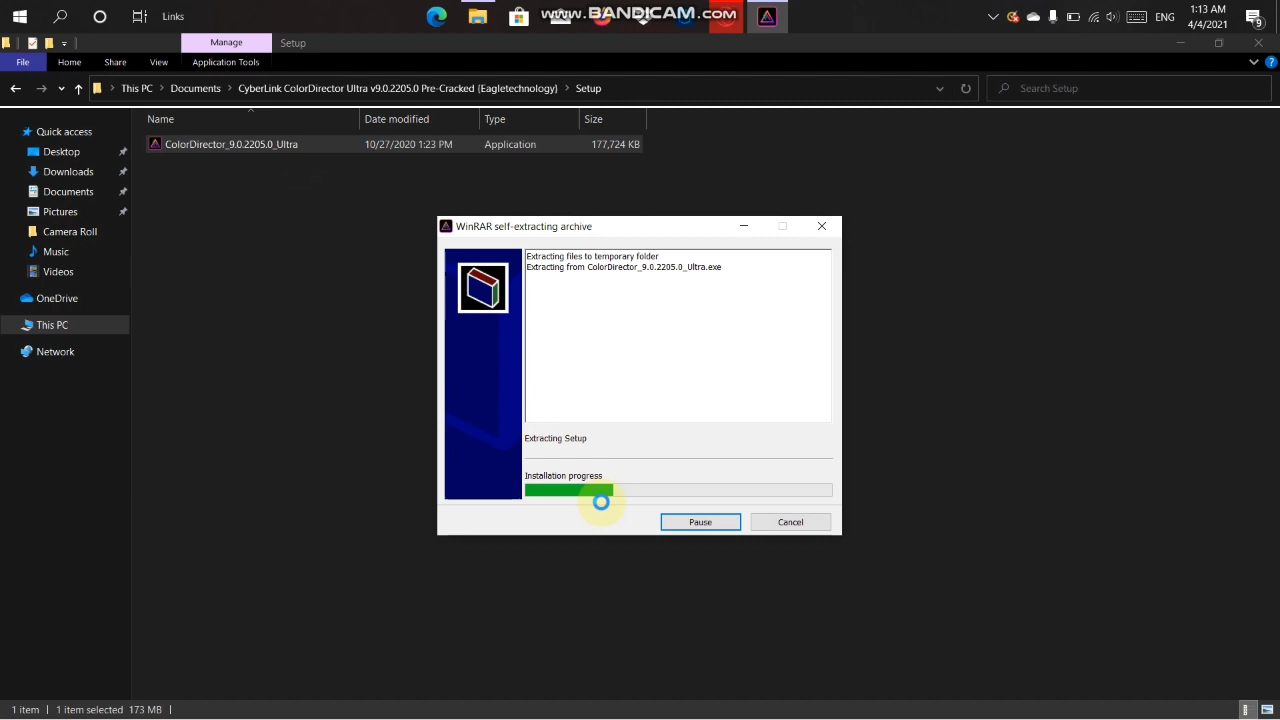 Links
www.BANDICAM.com
ENG
1:13 AM
4/4/2021
9
Manage
Setup
File
Home
Share
View
Application Tools
This PC
Documents
CyberLink ColorDirector Ultra v9.0.2205.0 Pre-Cracked {Eagletechnology}
Setup
Search Setup
Name
Date modified
Type
Size
ColorDirector_9.0.2205.0_Ultra
10/27/2020 1:23 PM
Application
177,724 KB
Quick access
Desktop
Downloads
Documents
Pictures
Camera Roll
Music
Videos
OneDrive
This PC
Network
WinRAR self-extracting archive
Extracting files to temporary folder
Extracting from ColorDirector_9.0.2205.0_Ultra.exe
Extracting Setup
Installation progress
Pause
Cancel
1 item
1 item selected 173 MB